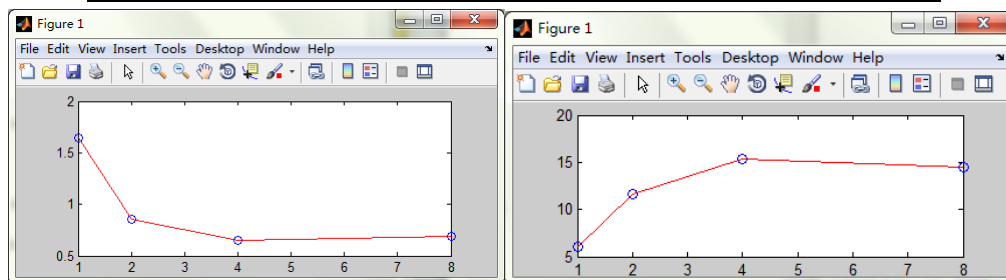 Figure 1
File Edit View Insert Tools Desktop Window Help
2
1.5
1
0.5
1 2 3 4 5 6 7 8
Figure 1
File Edit View Insert Tools Desktop Window Help
20
15
10
5
1 2 3 4 5 6 7 8